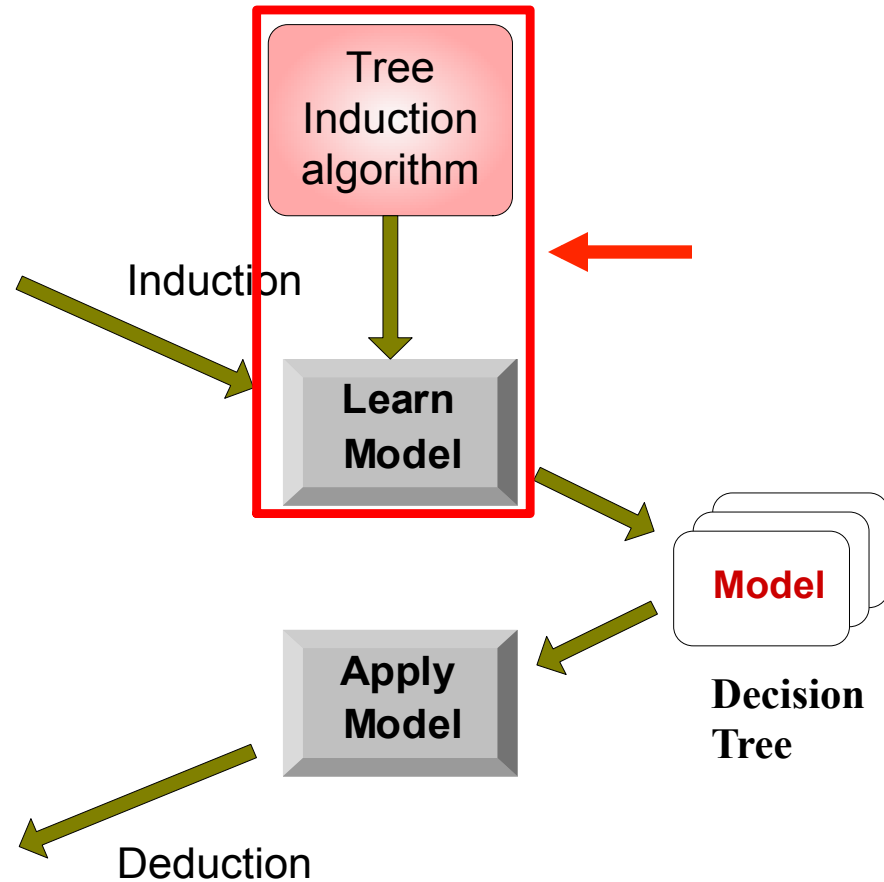 Tree
Induction
algorithm
Induction
Learn
Model
Model
Apply
Model
Decision
Tree
Deduction